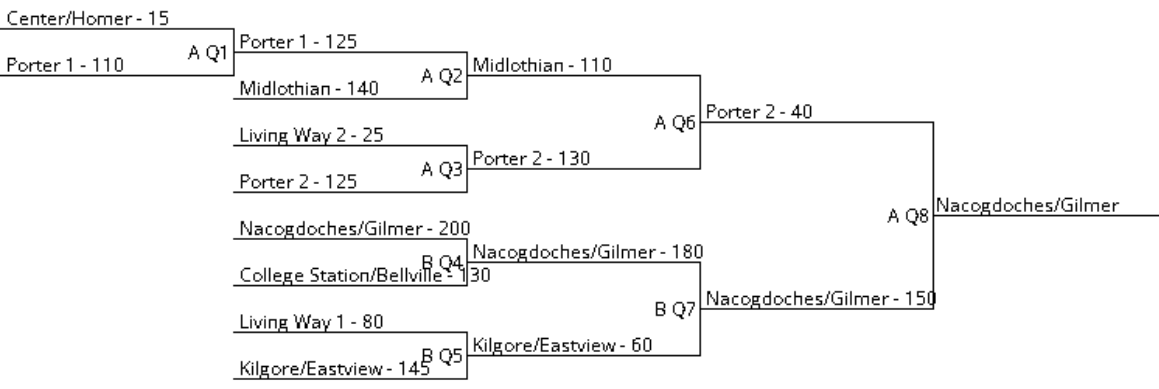 Center/Homer - 15
Porter 1 - 110
A Q1
Porter 1 - 125
Midlothian - 140
A Q2
Living Way 2 - 25
Porter 2 - 125
A Q3
Nacogdoches/Gilmer - 200
College Station/Bellville - 130
B Q4
Living Way 1 - 80
Kilgore/Eastview - 145
B Q5
Midlothian - 110
Porter 2 - 130
A Q6
Nacogdoches/Gilmer - 180
Kilgore/Eastview - 60
B Q7
Porter 2 - 40
Nacogdoches/Gilmer - 150
A Q8
Nacogdoches/Gilmer